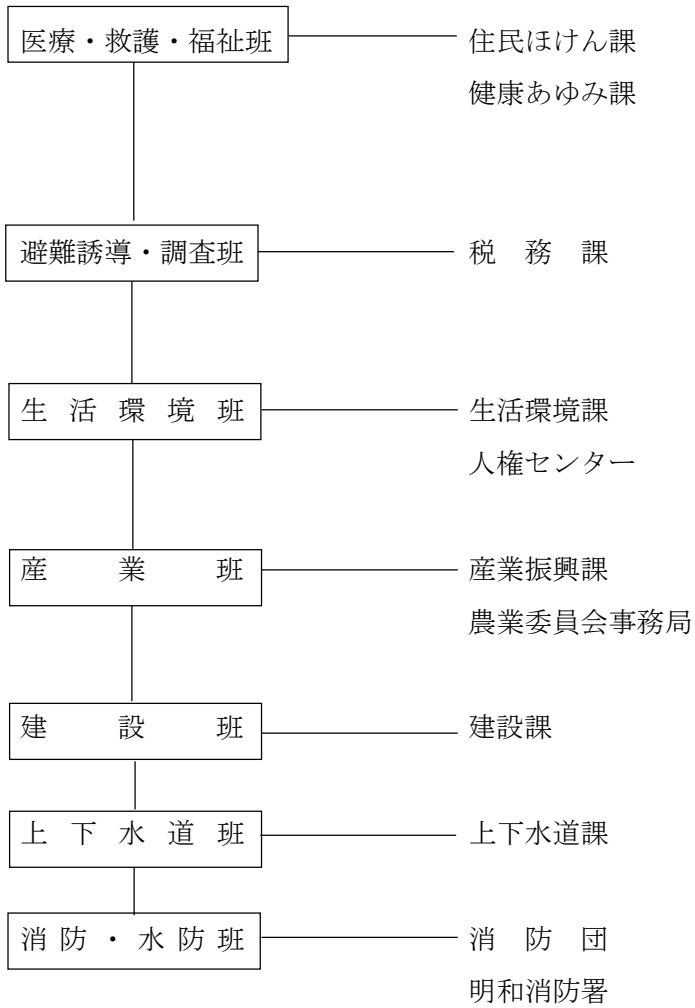 医療・救護・福祉班 住民ほけん課
健康あゆみ課
避難誘導・調査班 税務課
生活環境班 生活環境課
人権センター
産業班 産業振興課
農業委員会事務局
建設班 建設課
上下水道班 上下水道課
消防・水防班 消防団
明和消防署